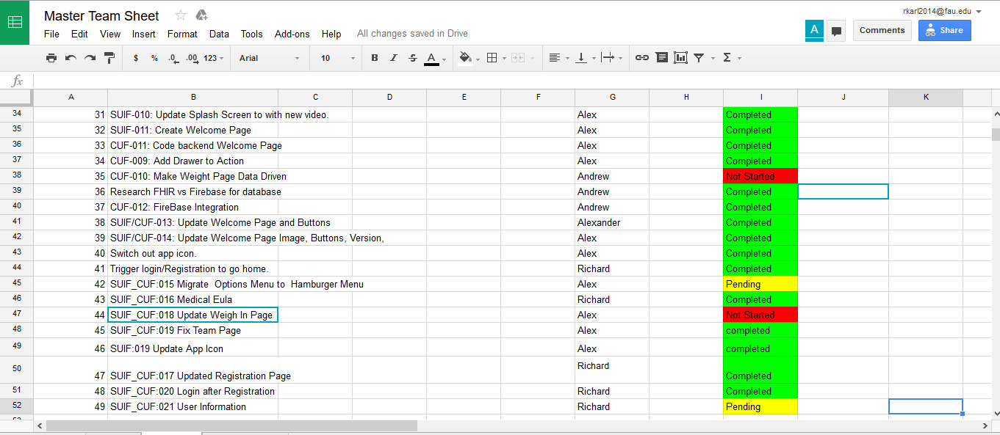 Master Team Sheet
rkarl2014@fau.edu
File Edit View Insert Format Data Tools Add-ons Help All changes saved in Drive
A Comments Share
$ % .0 .00 123 Arial 10 B I S A Σ
fx
A B C D E F G H I J K
34 31 SUIF-010: Update Splash Screen to with new video. Alex Completed
35 32 SUIF-011: Create Welcome Page Alex Completed
36 33 CUF-011: Code backend Welcome Page Alex Completed
37 34 CUF-009: Add Drawer to Action Alex Completed
38 35 CUF-010: Make Weight Page Data Driven Andrew Not Started
39 36 Research FHIR vs Firebase for database Andrew Completed
40 37 CUF-012: FireBase Integration Andrew Completed
41 38 SUIF/CUF-013: Update Welcome Page and Buttons Alexander Completed
42 39 SUIF/CUF-014: Update Welcome Page Image, Buttons, Version, Alex Completed
43 40 Switch out app icon. Alex Completed
44 41 Trigger login/Registration to go home. Richard Completed
45 42 SUIF_CUF:015 Migrate  Options Menu to  Hamburger Menu Alex Pending
46 43 SUIF_CUF:016 Medical Eula Richard Completed
47 44 SUIF_CUF:018 Update Weigh In Page Alex Not Started
48 45 SUIF_CUF:019 Fix Team Page Alex completed
49 46 SUIF:019 Update App Icon Alex completed
50 47 SUIF_CUF:017 Updated Registration Page Richard Completed
51 48 SUIF_CUF:020 Login after Registration Richard Completed
52 49 SUIF_CUF:021 User Information Richard Pending